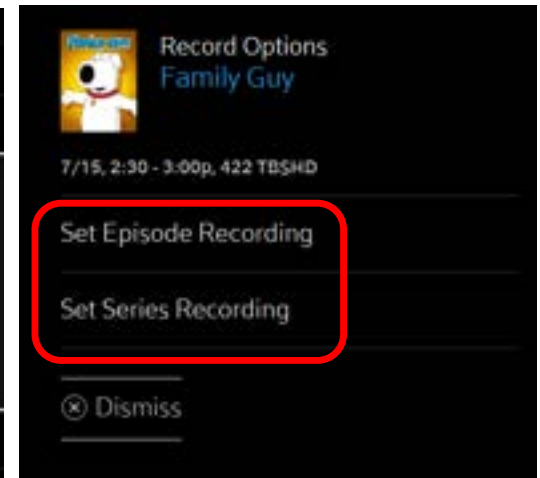 Record Options
Family Guy
7/15, 2:30 - 3:00p, 422 TBSHD
Set Episode Recording
Set Series Recording
Dismiss